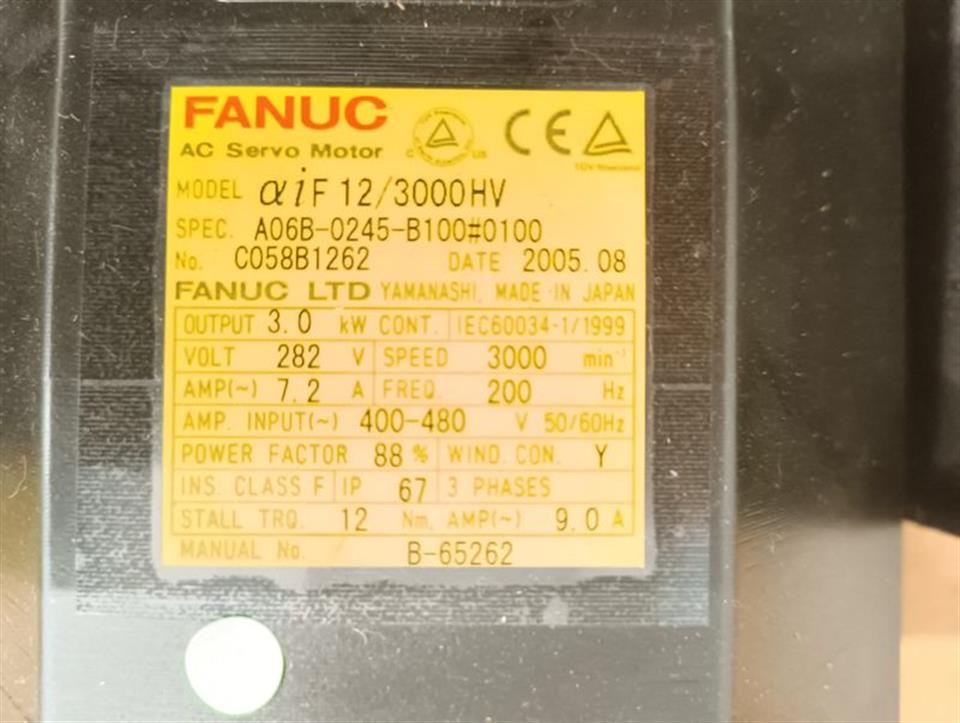 FANUC
AC Servo Motor
C US
CE
TÜV Rheinland
MODEL αiF 12/3000HV
SPEC. A06B-0245-B100#0100
No. C058B1262 DATE 2005.08
FANUC LTD YAMANASHI, MADE IN JAPAN
OUTPUT 3.0 kW CONT. IEC60034-1/1999
VOLT 282 V SPEED 3000 min⁻¹
AMP(~) 7.2 A FREQ. 200 Hz
AMP. INPUT(~) 400-480 V 50/60Hz
POWER FACTOR 88 % WIND. CON. Y
INS. CLASS F IP 67 3 PHASES
STALL TRQ. 12 Nm, AMP(~) 9.0 A
MANUAL No. B-65262